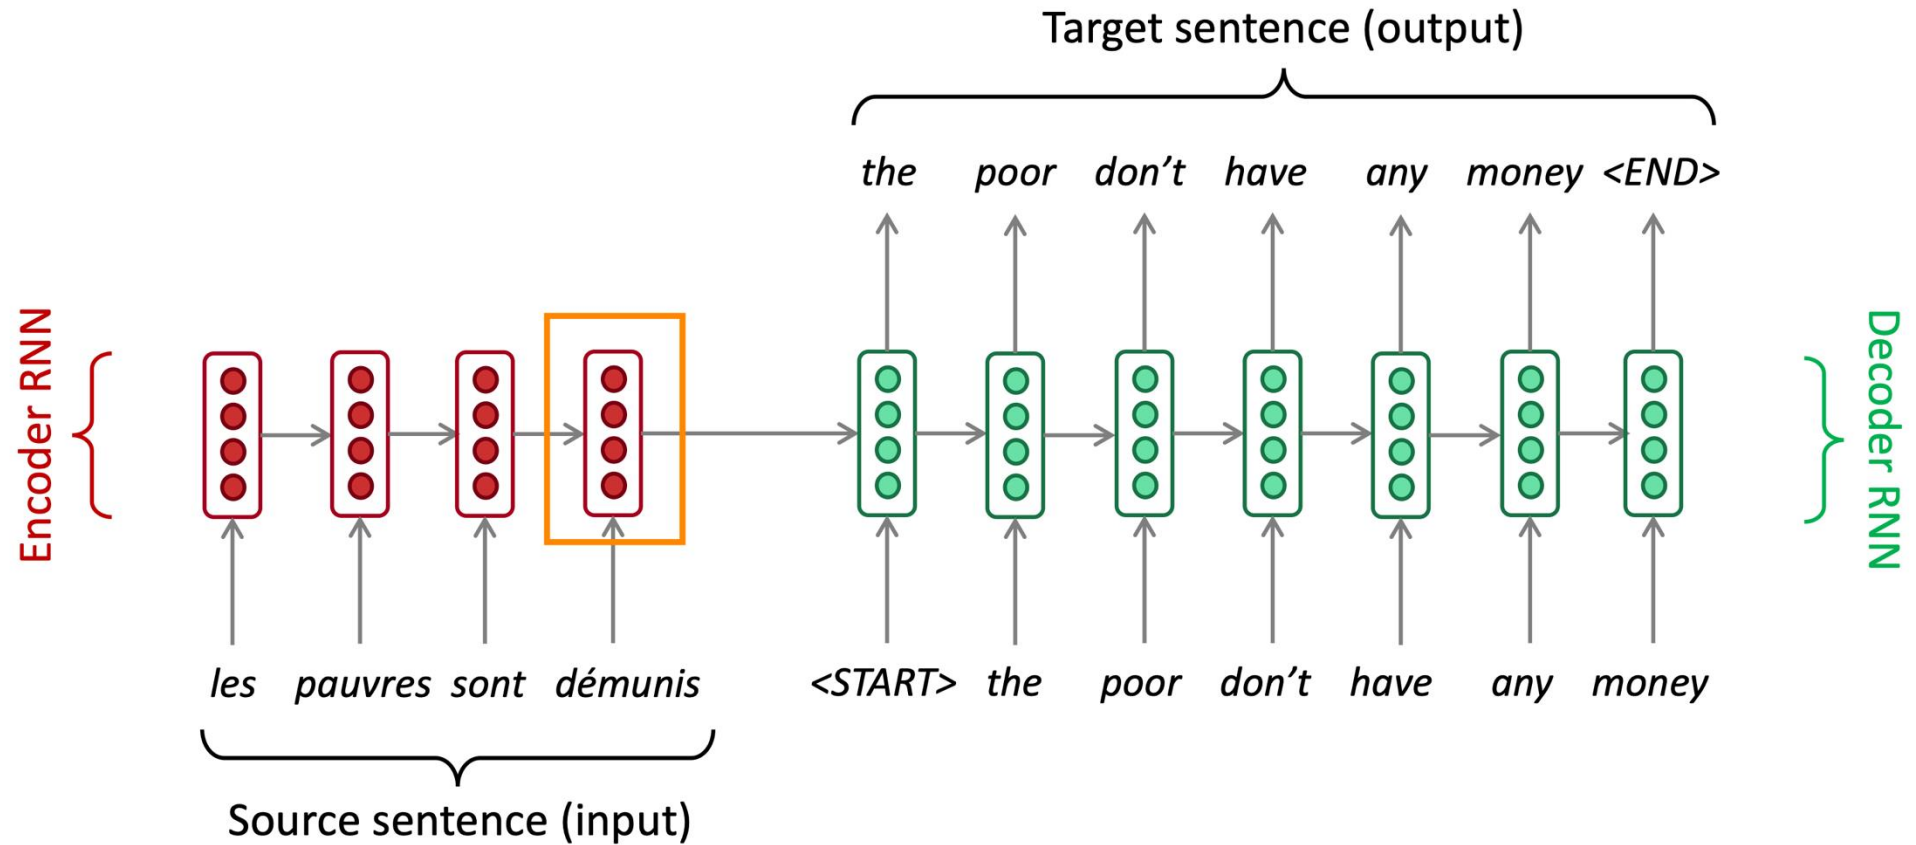 Target sentence (output)
the poor don't have any money <END>
Encoder RNN
Decoder RNN
les pauvres sont démunis <START> the poor don't have any money
Source sentence (input)